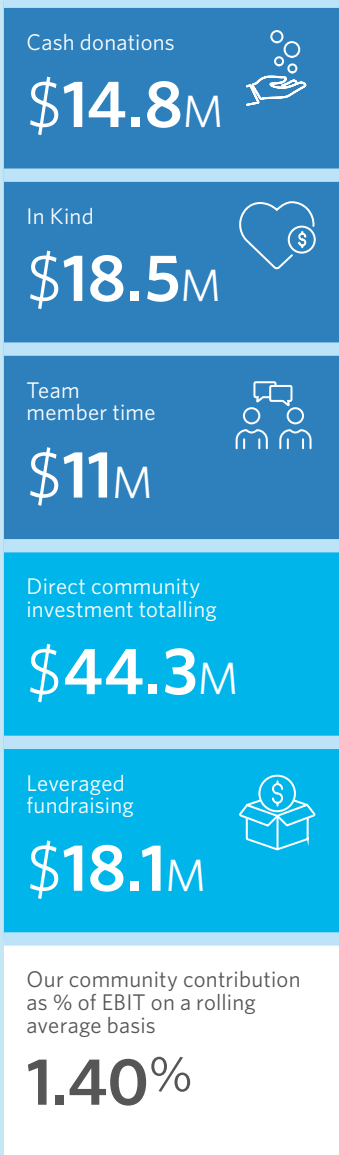 Cash donations
$14.8M
In Kind
$
$18.5M
Team
member time
$11M
Direct community
investment totalling
$44.3M
$
Leveraged
fundraising
$18.1M
Our community contribution
as % of EBIT on a rolling
average basis
1.40%